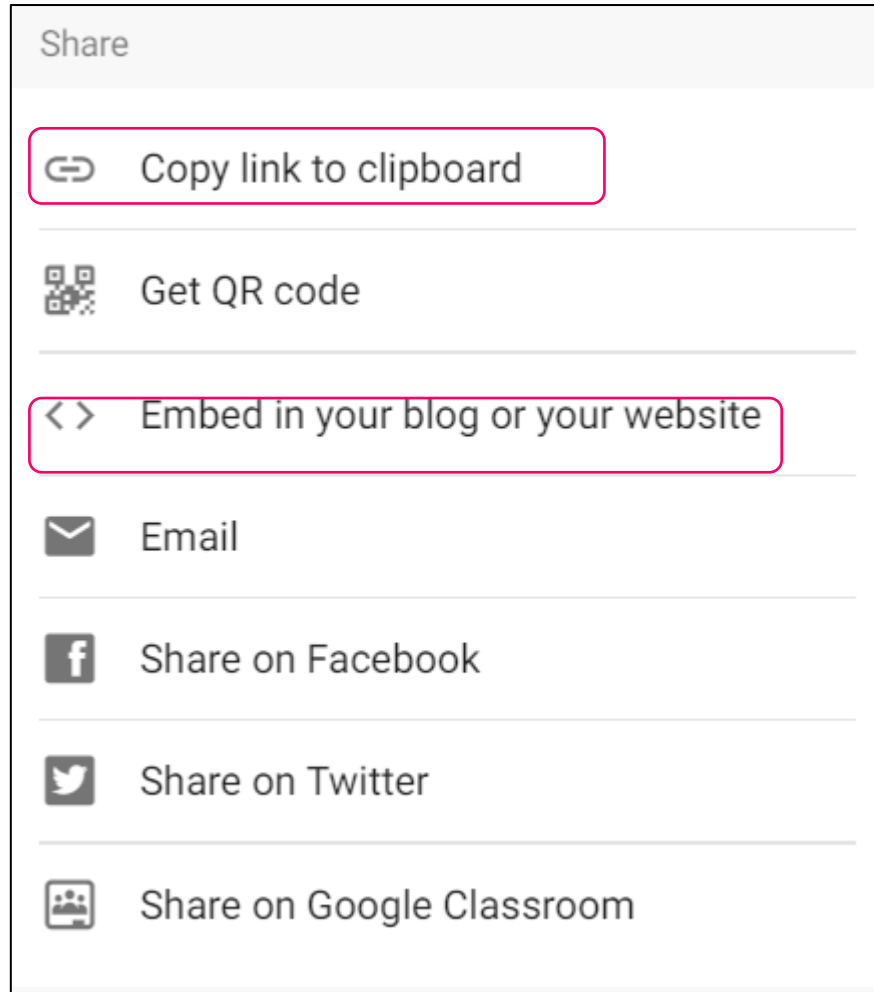 Share
Copy link to clipboard
Get QR code
Embed in your blog or your website
Email
Share on Facebook
Share on Twitter
Share on Google Classroom